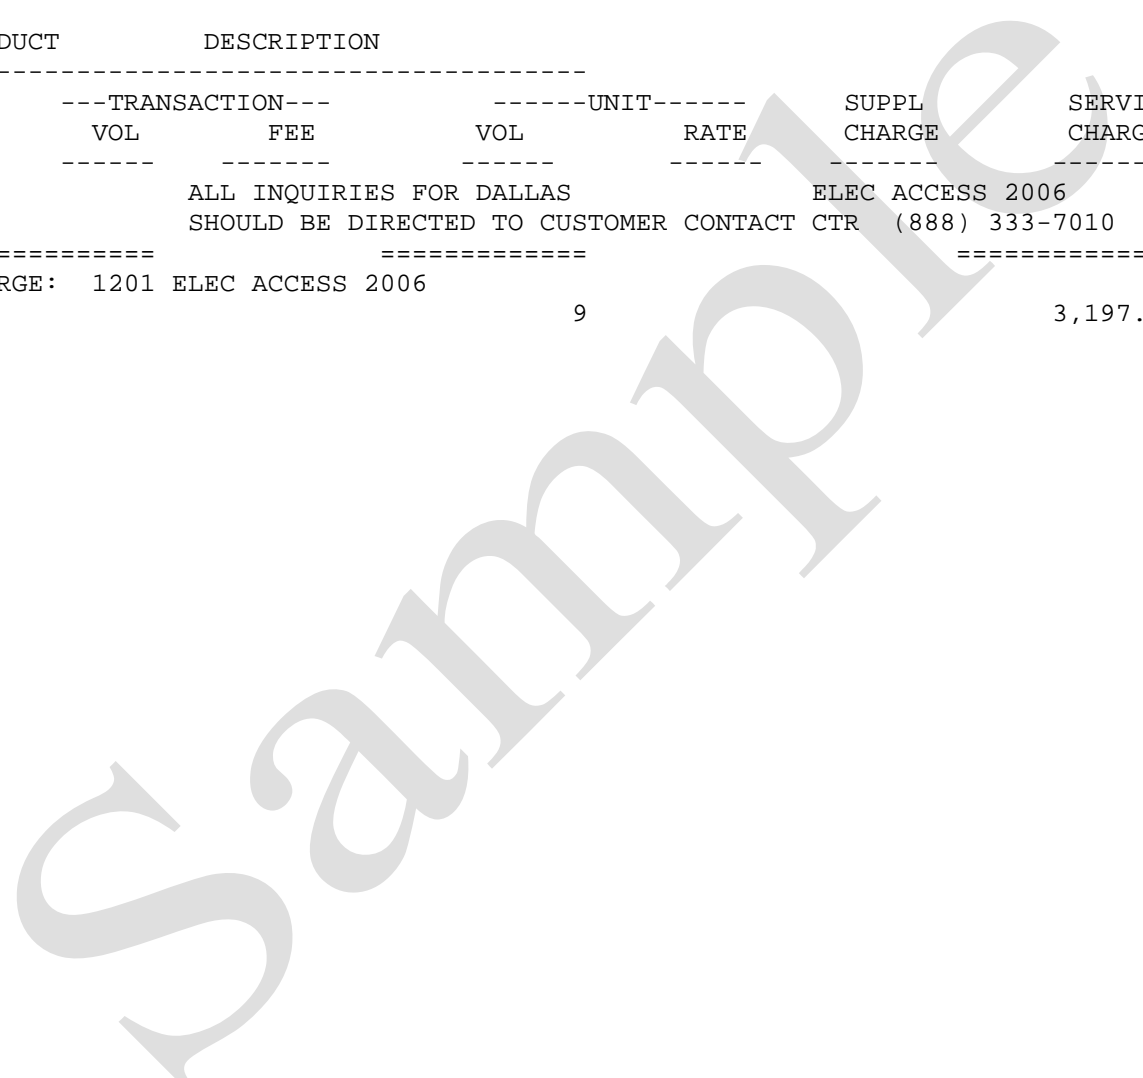 DUCT DESCRIPTION
-------------------------------------
---TRANSACTION--- ------UNIT------ SUPPL SERVI
VOL FEE VOL RATE CHARGE CHARG
------ ------- ------ ------ ------- ------
ALL INQUIRIES FOR DALLAS ELEC ACCESS 2006
SHOULD BE DIRECTED TO CUSTOMER CONTACT CTR (888) 333-7010
========== ============= ============
RGE: 1201 ELEC ACCESS 2006
9 3,197.
Sample